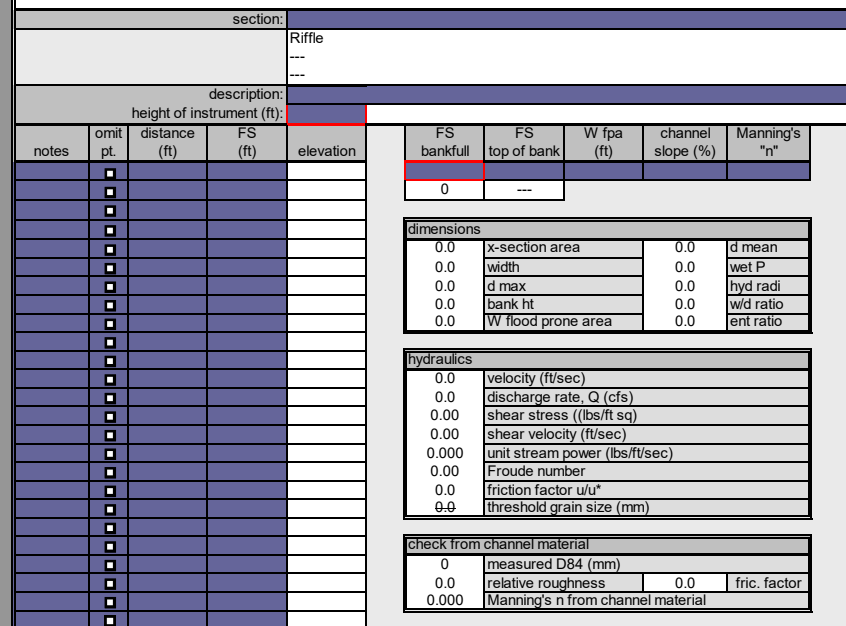 section:
Riffle
---
---
description:
height of instrument (ft):
notes omit pt. distance (ft) FS (ft) elevation
FS bankfull FS top of bank W fpa (ft) channel slope (%) Manning's "n"
0 ---
dimensions
0.0 x-section area 0.0 d mean
0.0 width 0.0 wet P
0.0 d max 0.0 hyd radi
0.0 bank ht 0.0 w/d ratio
0.0 W flood prone area 0.0 ent ratio
hydraulics
0.0 velocity (ft/sec)
0.0 discharge rate, Q (cfs)
0.00 shear stress ((lbs/ft sq)
0.00 shear velocity (ft/sec)
0.000 unit stream power (lbs/ft/sec)
0.00 Froude number
0.0 friction factor u/u*
0.0 threshold grain size (mm)
check from channel material
0 measured D84 (mm)
0.0 relative roughness 0.0 fric. factor
0.000 Manning's n from channel material